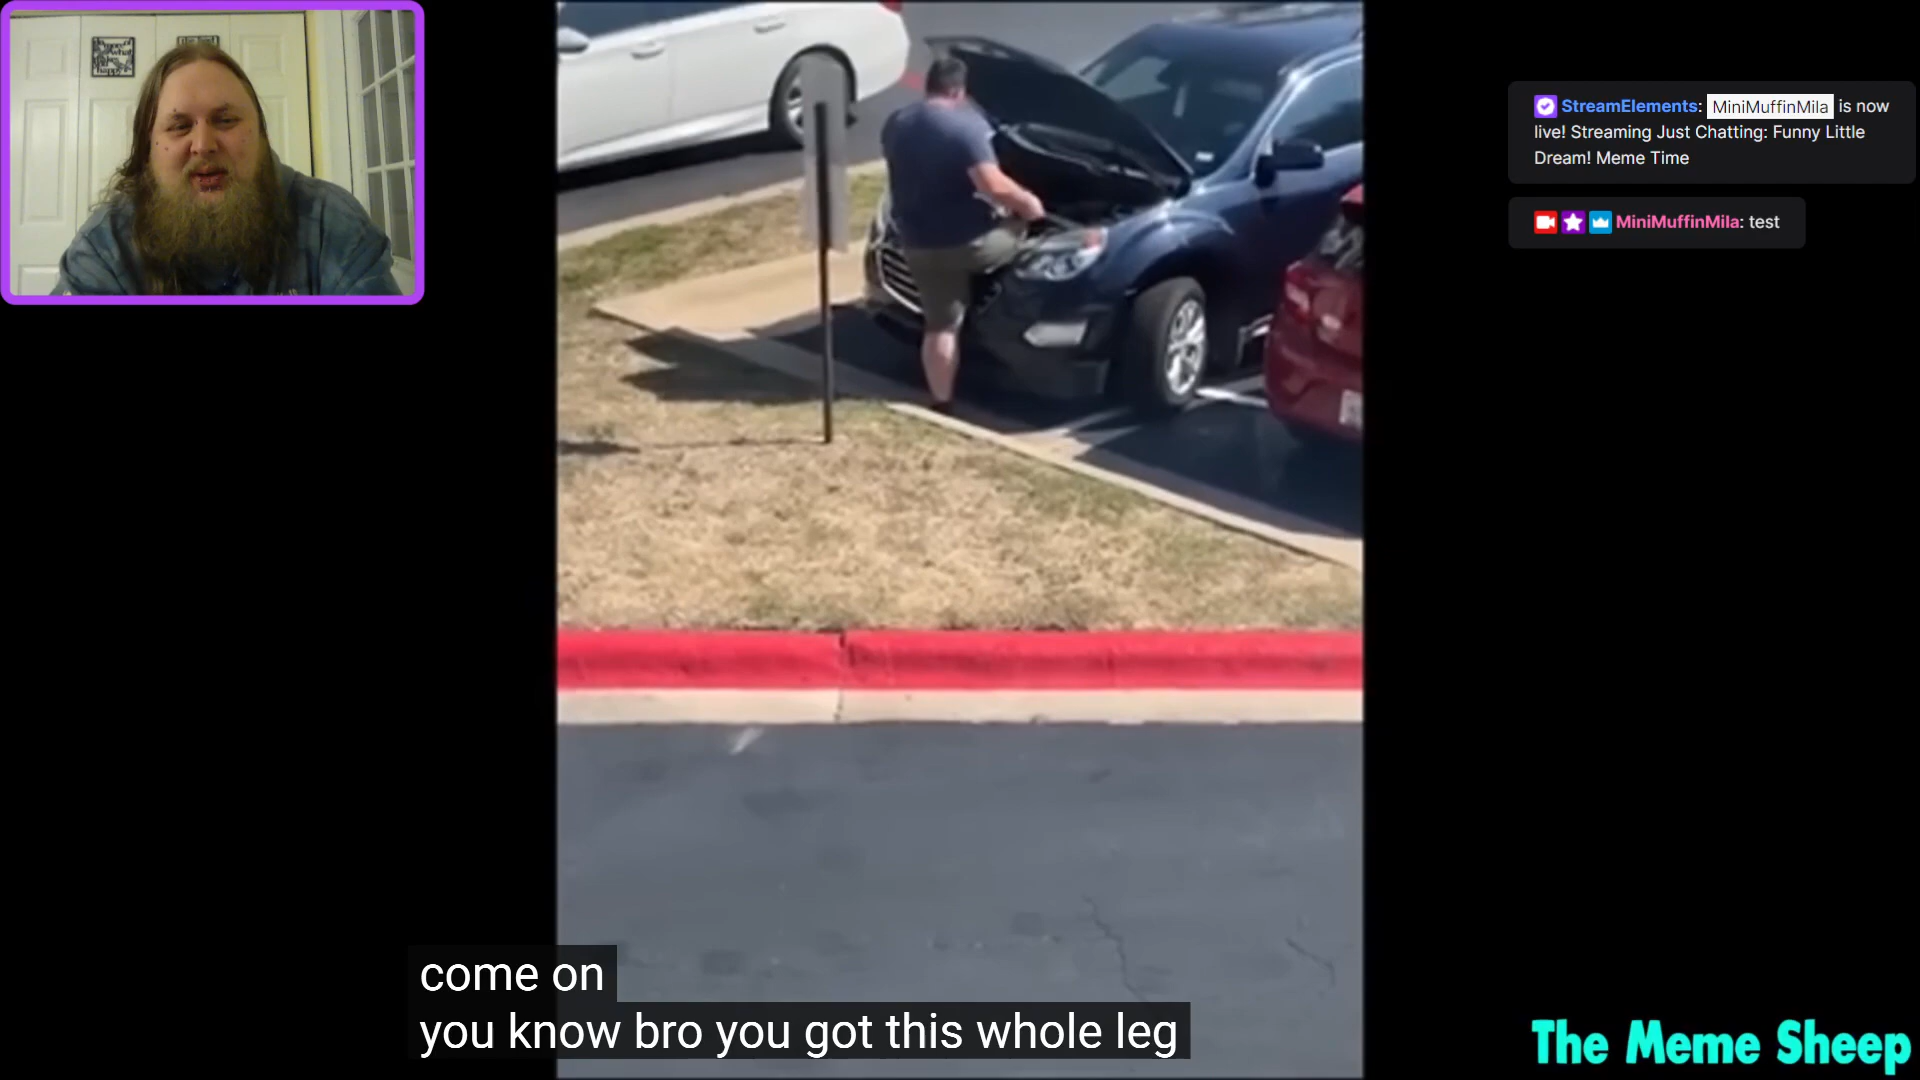 StreamElements: MiniMuffinMila is now
live! Streaming Just Chatting: Funny Little
Dream! Meme Time
MiniMuffinMila: test
come on
you know bro you got this whole leg
The Meme Sheep